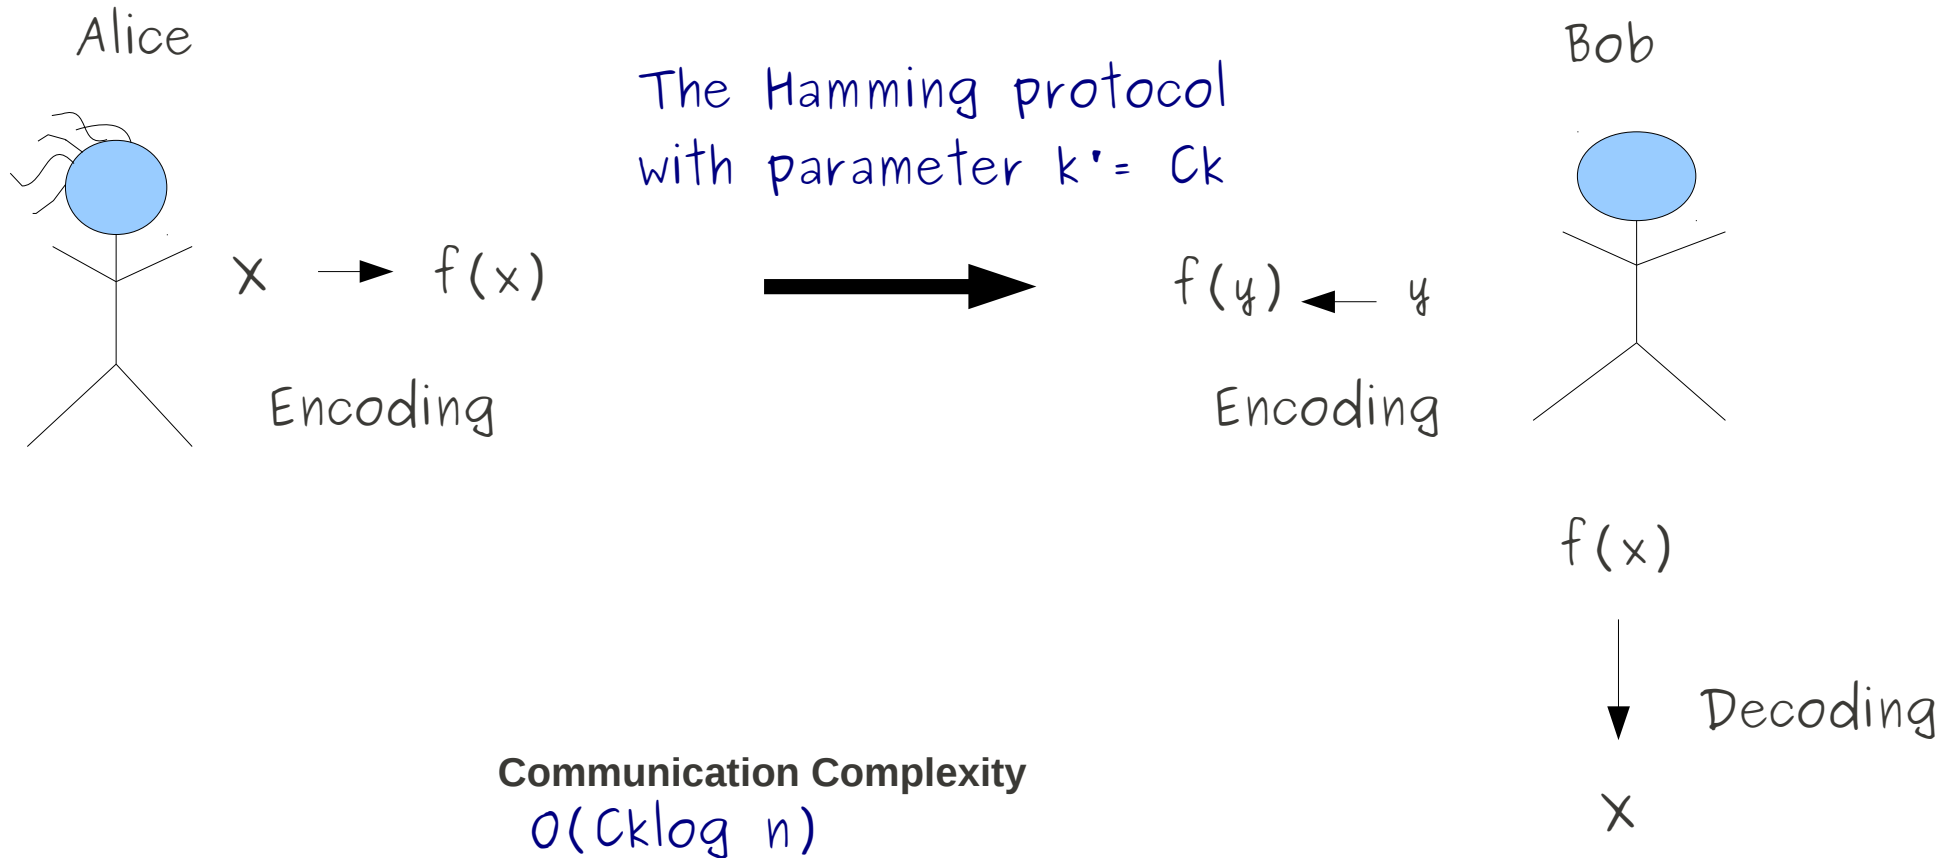 Alice
Bob
The Hamming protocol
with parameter k'= Ck
x
f(x)
f(y)
y
Encoding
Encoding
f(x)
Decoding
x
Communication Complexity
O(Cklog n)